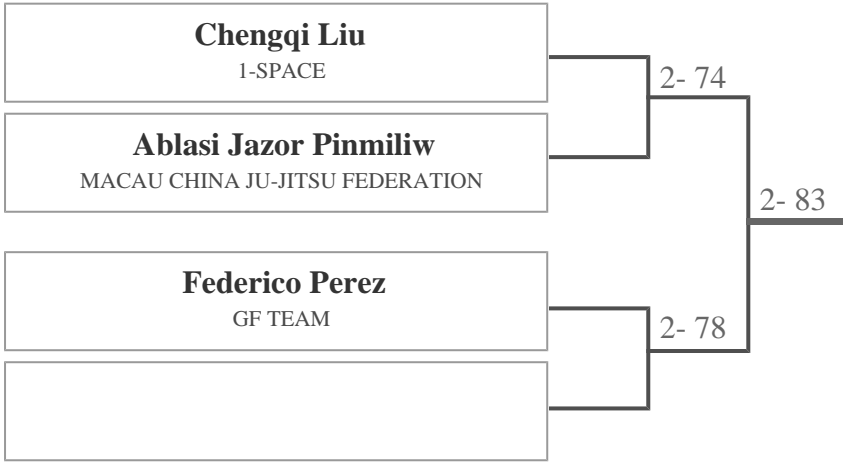 Chengqi Liu
1-SPACE
2- 74
Ablasi Jazor Pinmiliw
MACAU CHINA JU-JITSU FEDERATION
2- 83
Federico Perez
GF TEAM
2- 78